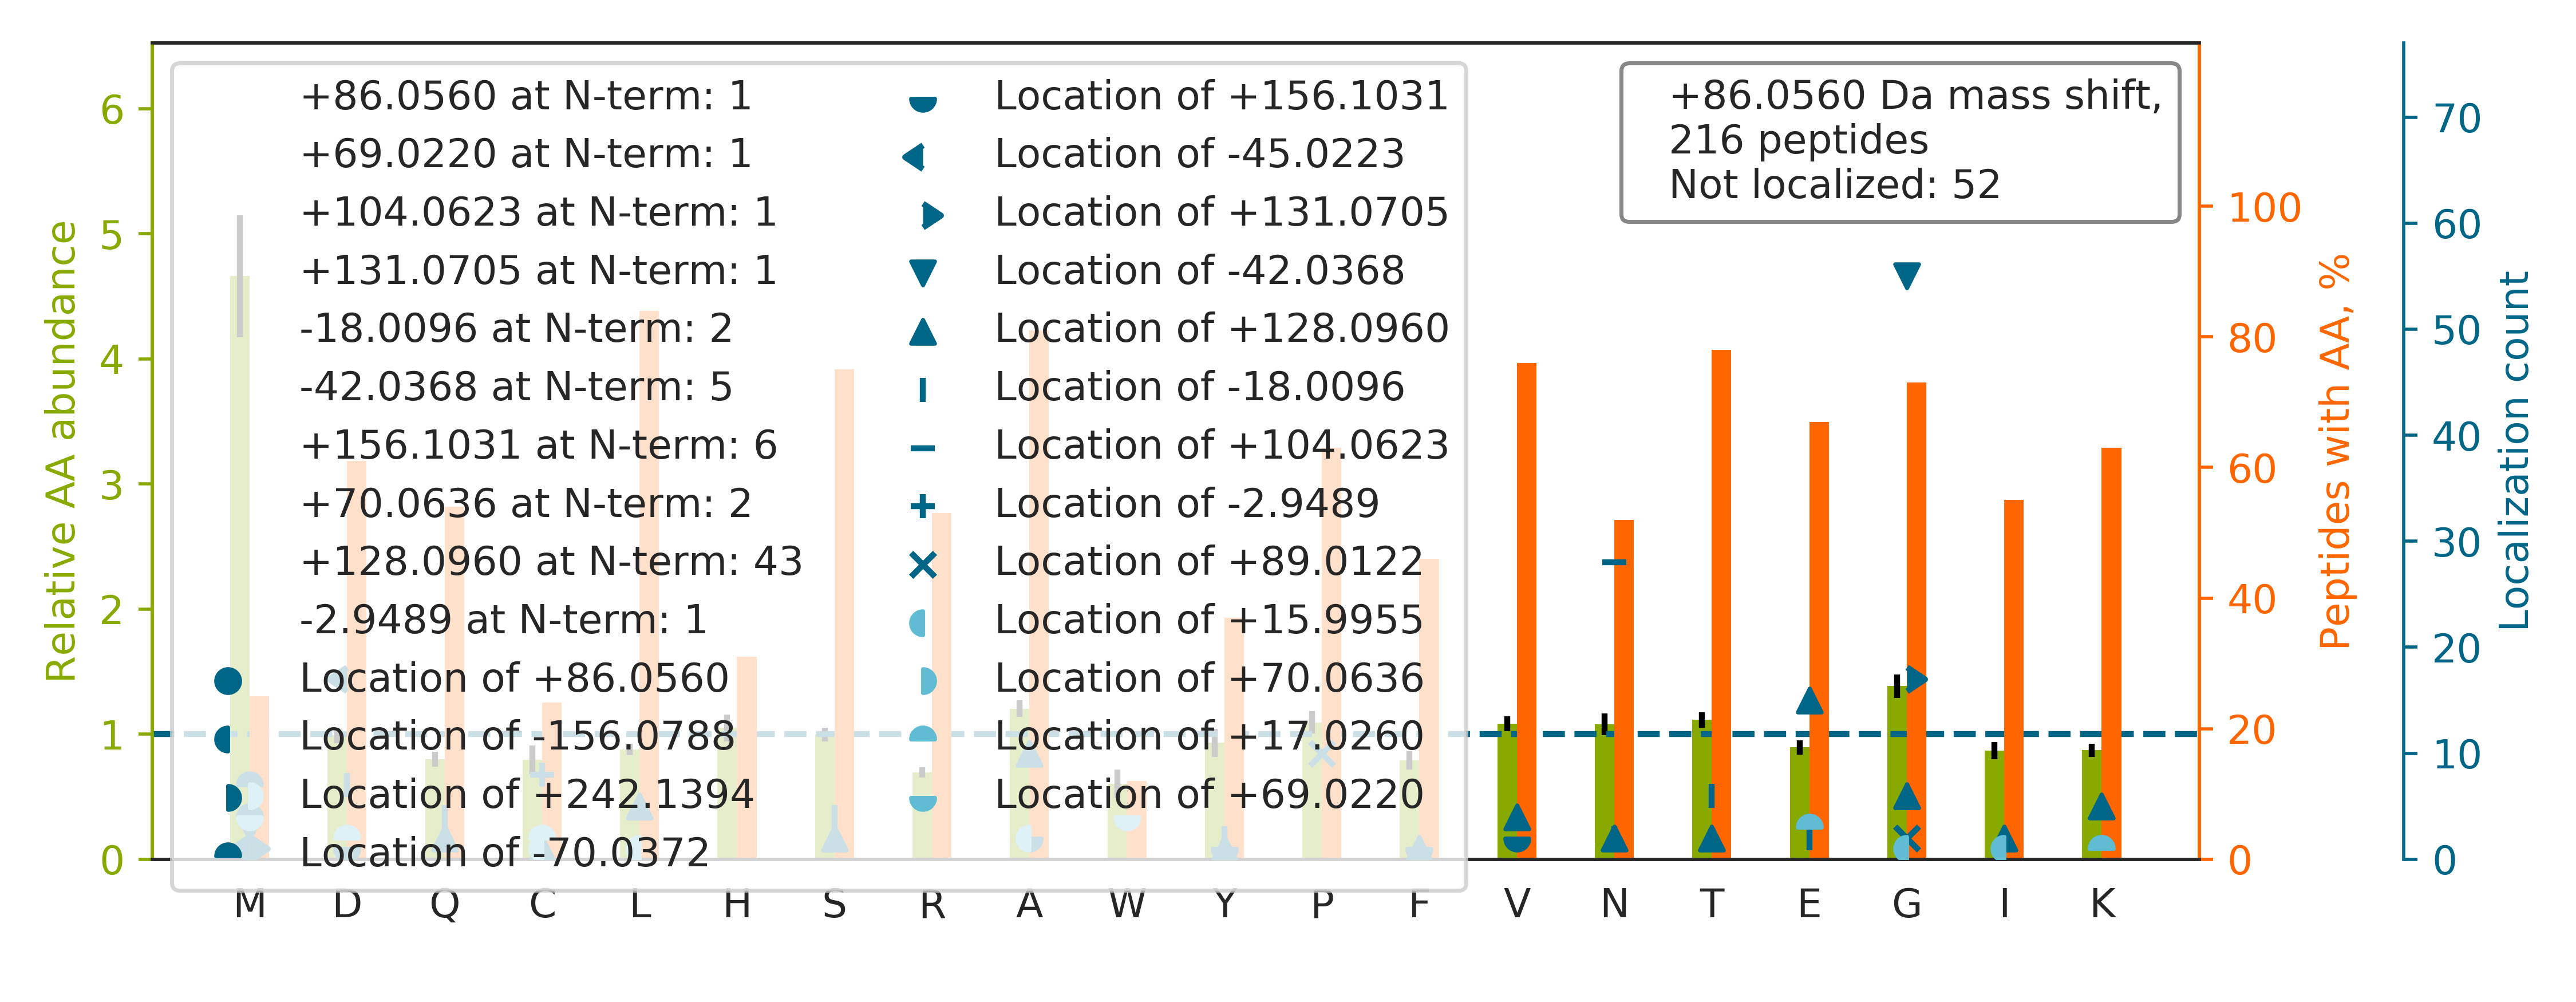 +86.0560 at N-term: 1
+69.0220 at N-term: 1
+104.0623 at N-term: 1
+131.0705 at N-term: 1
-18.0096 at N-term: 2
-42.0368 at N-term: 5
+156.1031 at N-term: 6
+70.0636 at N-term: 2
+128.0960 at N-term: 43
-2.9489 at N-term: 1
Location of +86.0560
Location of -156.0788
Location of +242.1394
Location of -70.0372
Location of +156.1031
Location of -45.0223
Location of +131.0705
Location of -42.0368
Location of +128.0960
Location of -18.0096
Location of +104.0623
Location of -2.9489
Location of +89.0122
Location of +15.9955
Location of +70.0636
Location of +17.0260
Location of +69.0220
+86.0560 Da mass shift,
216 peptides
Not localized: 52
Relative AA abundance
6
5
4
3
2
1
0
M D Q C L H S R A W Y P F V N T E G I K
100
80
60
40
20
0
Peptides with AA, %
70
60
50
40
30
20
10
0
Localization count